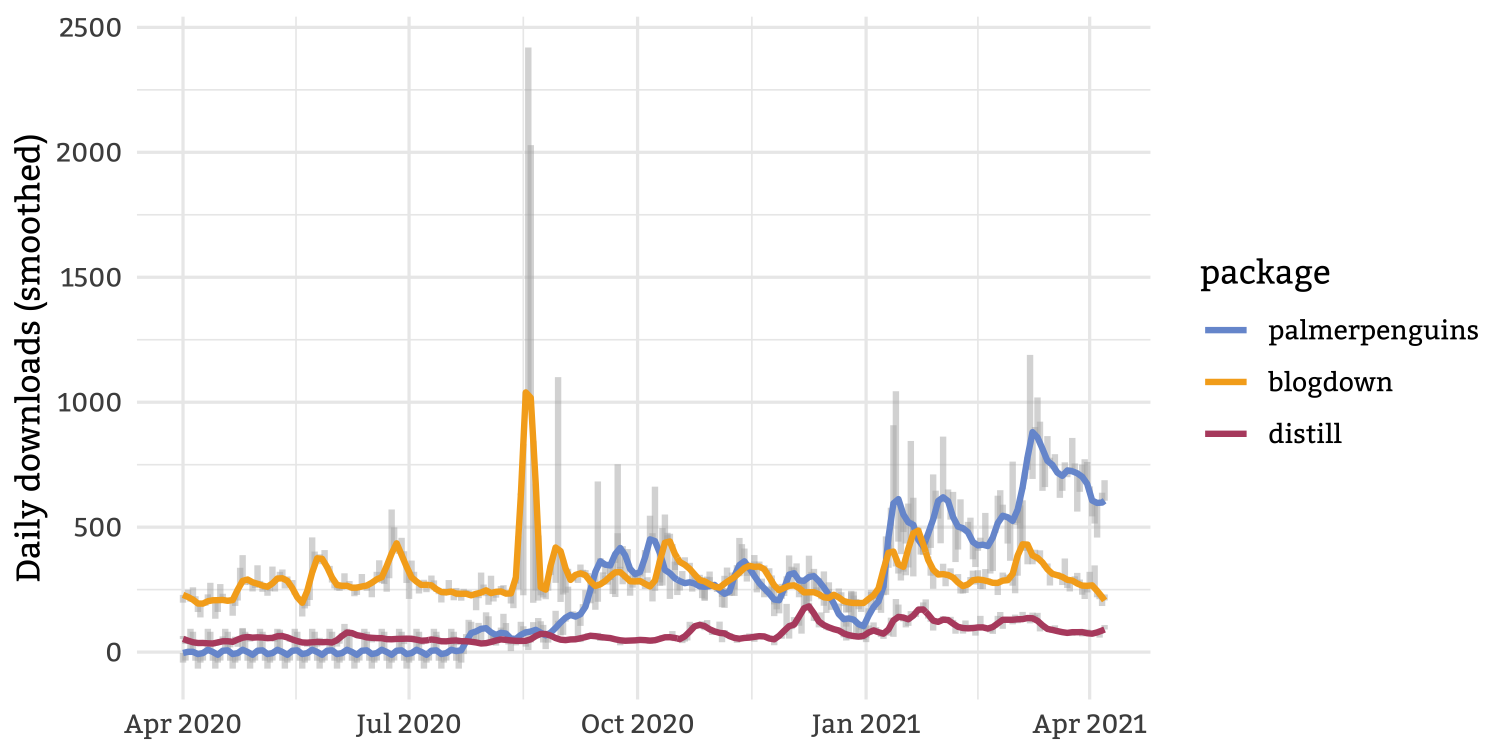 Daily downloads (smoothed)
2500
2000
1500
1000
500
0
Apr 2020
Jul 2020
Oct 2020
Jan 2021
Apr 2021
package
palmerpenguins
blogdown
distill